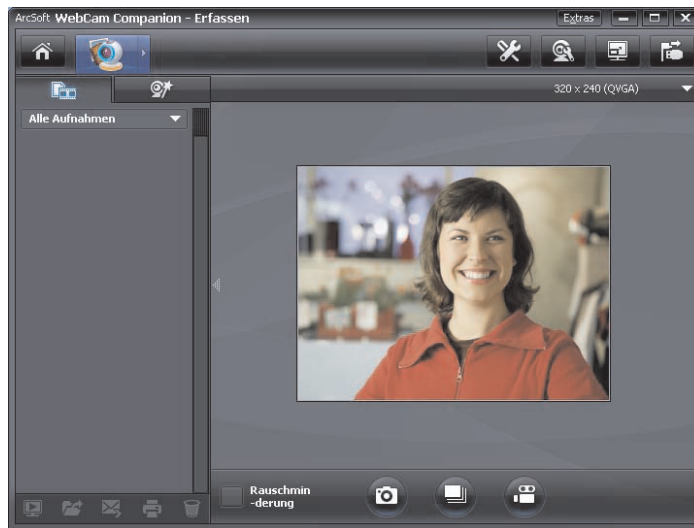 ArcSoft WebCam Companion - Erfassen
Extras
320 x 240 (QVGA)
Alle Aufnahmen
Rauschmin
-derung